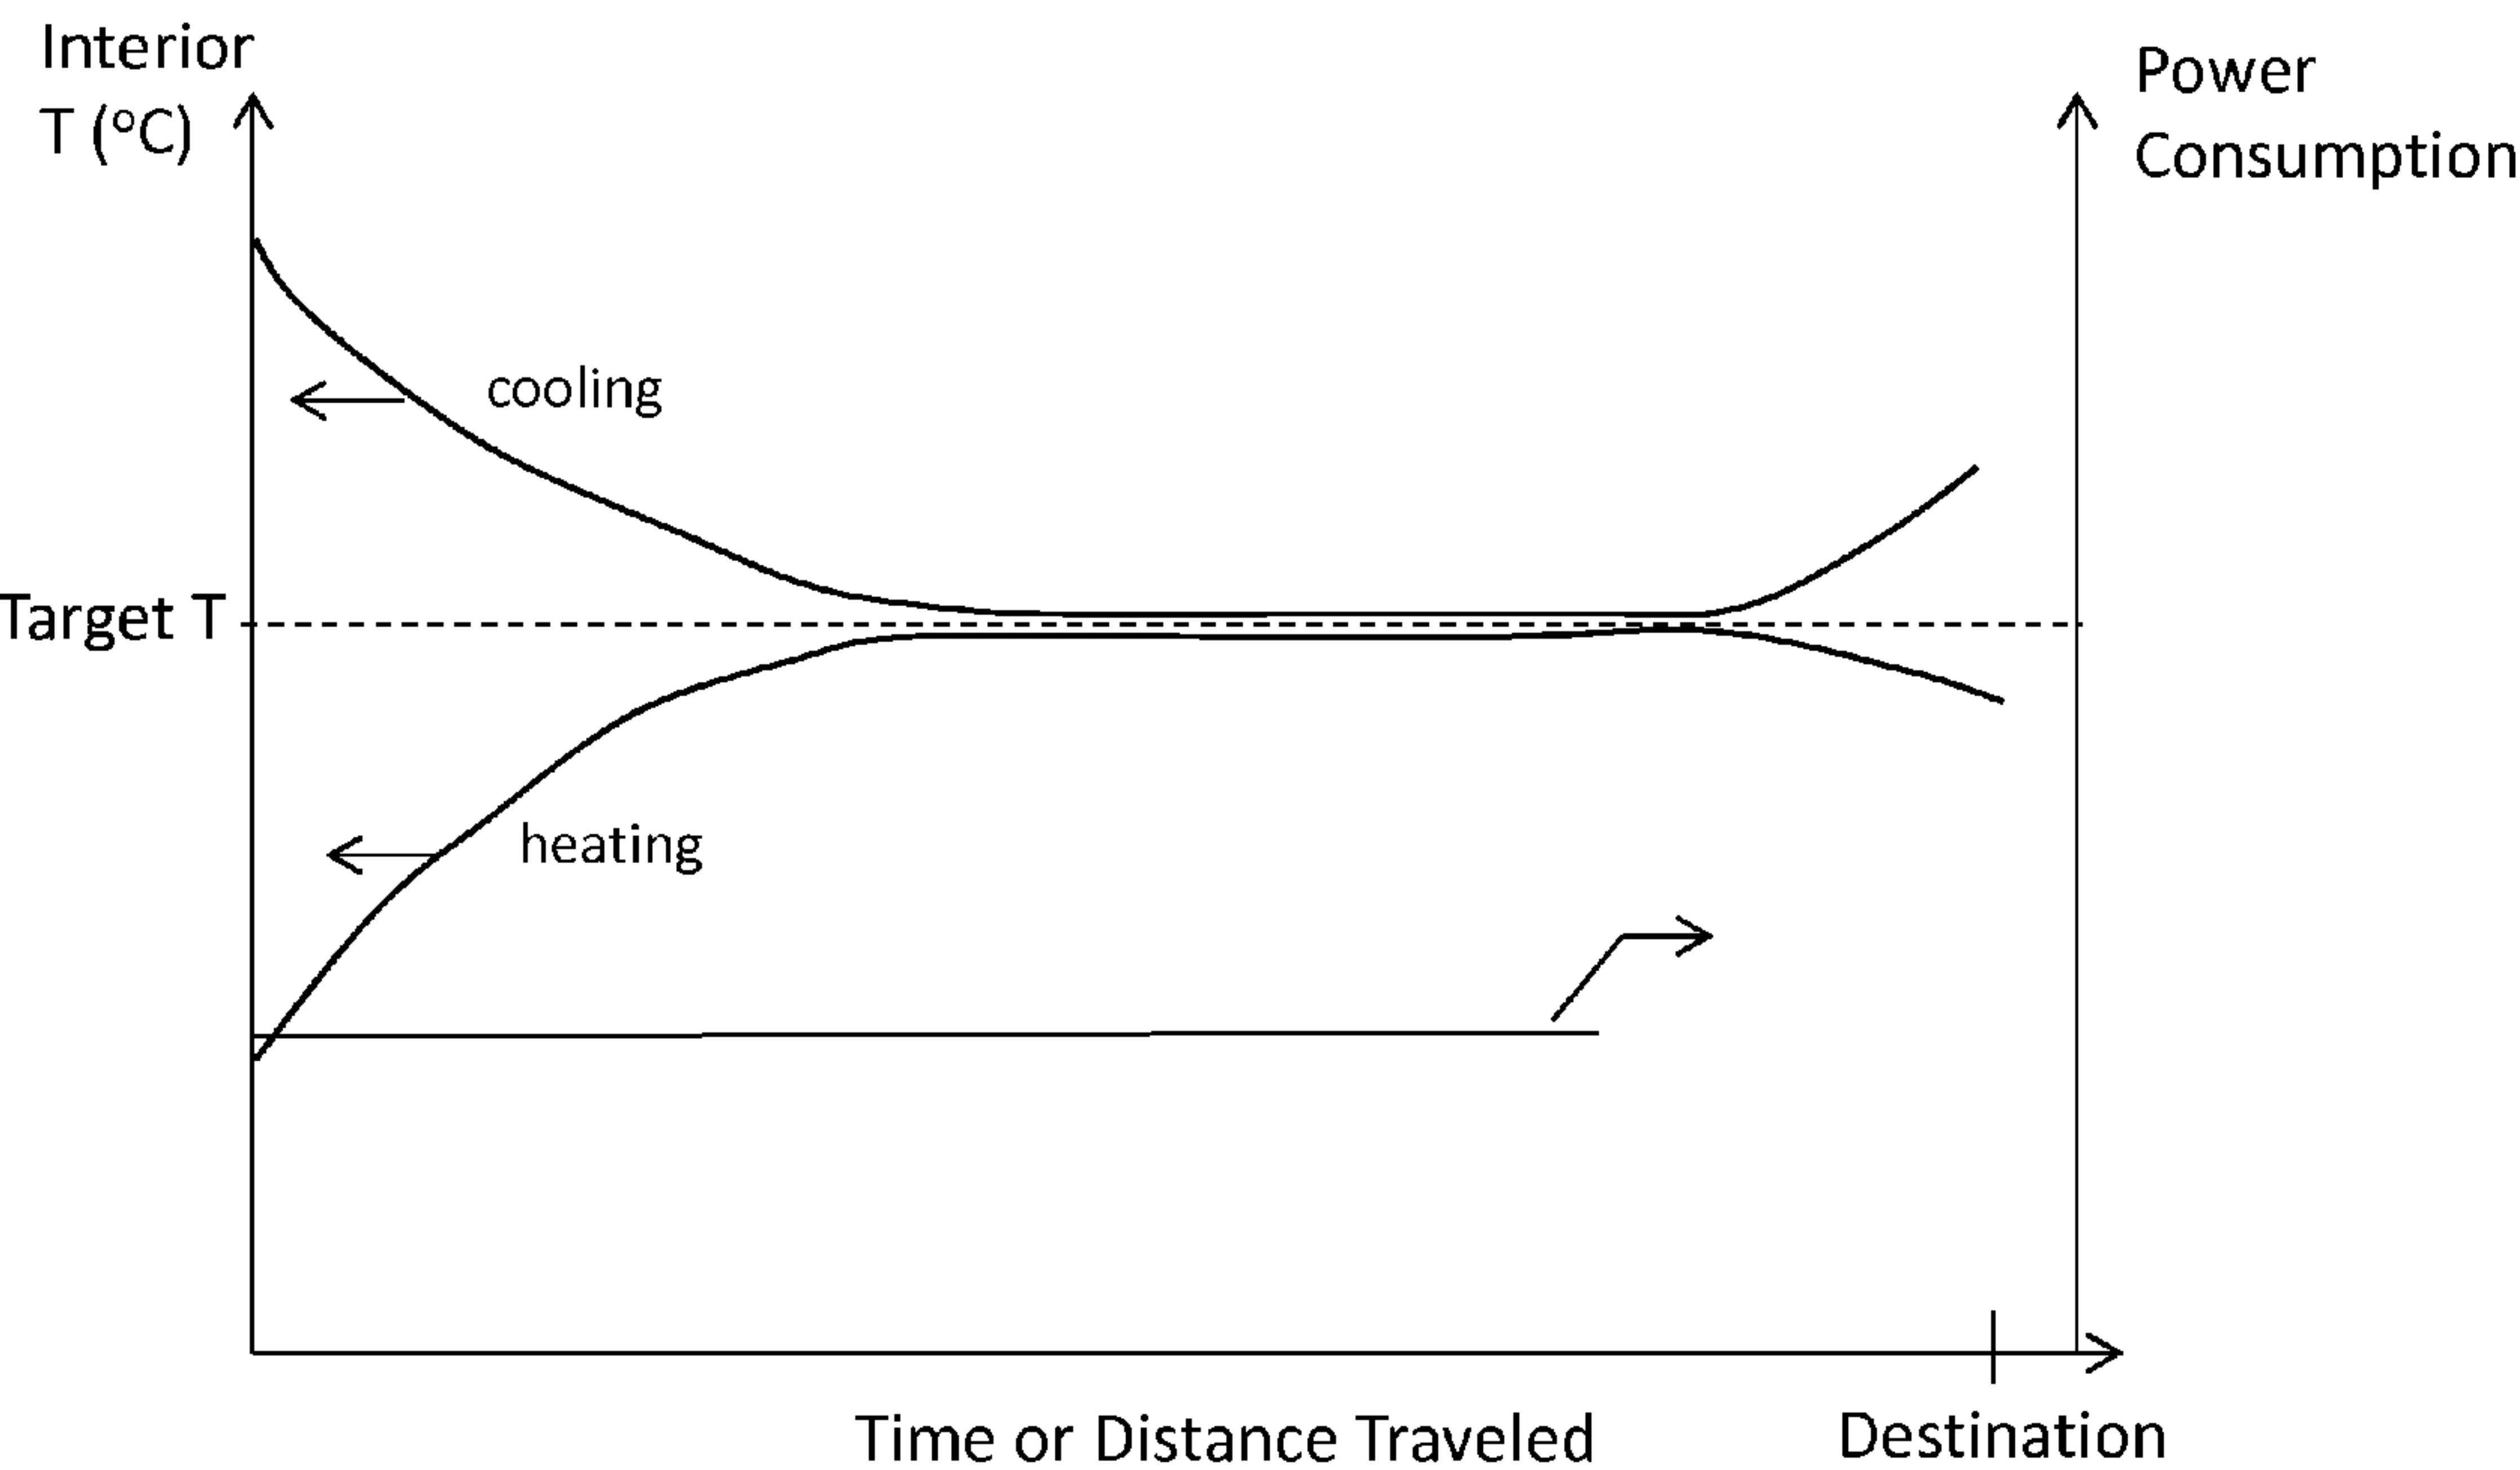 Interior
T (°C)
Power
Consumption
cooling
Target T
heating
Time or Distance Traveled
Destination